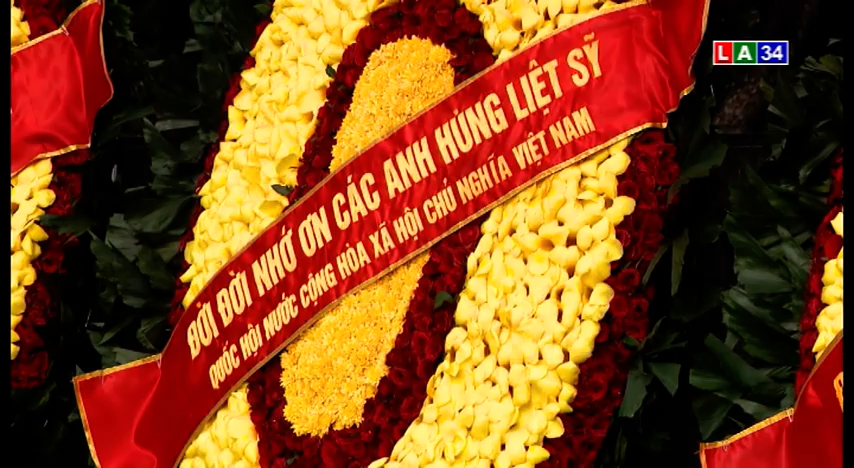 LA34
ĐỜI ĐỜI NHỚ ƠN CÁC ANH HÙNG LIỆT SỸ
QUỐC HỘI NƯỚC CỘNG HÒA XÃ HỘI CHỦ NGHĨA VIỆT NAM